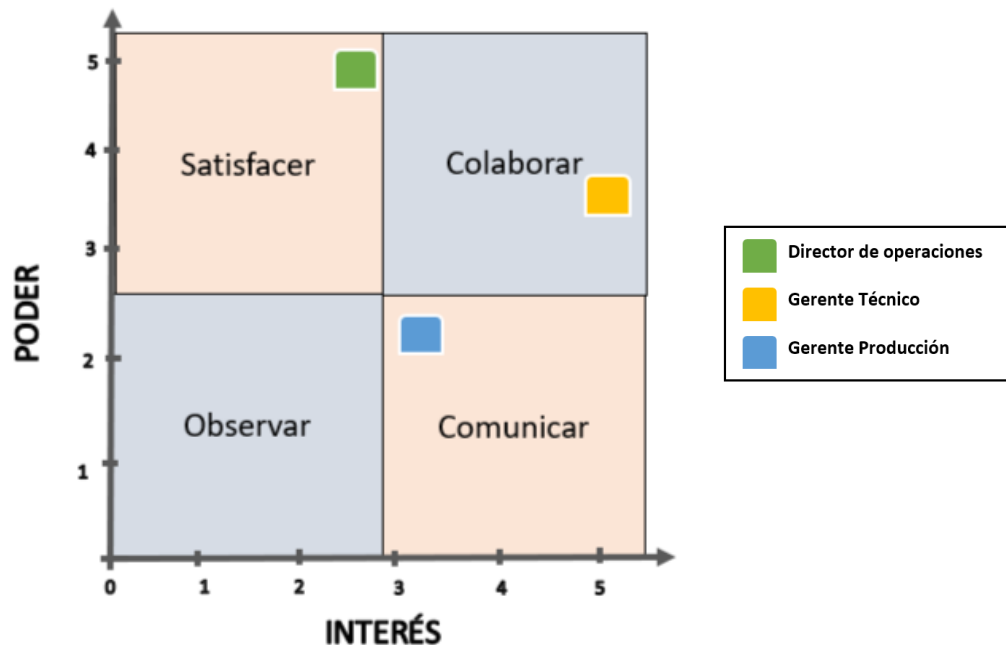 5
4
3
2
1
PODER
Satisfacer
Colaborar
Observar
Comunicar
0 1 2 3 4 5
INTERÉS
Director de operaciones
Gerente Técnico
Gerente Producción